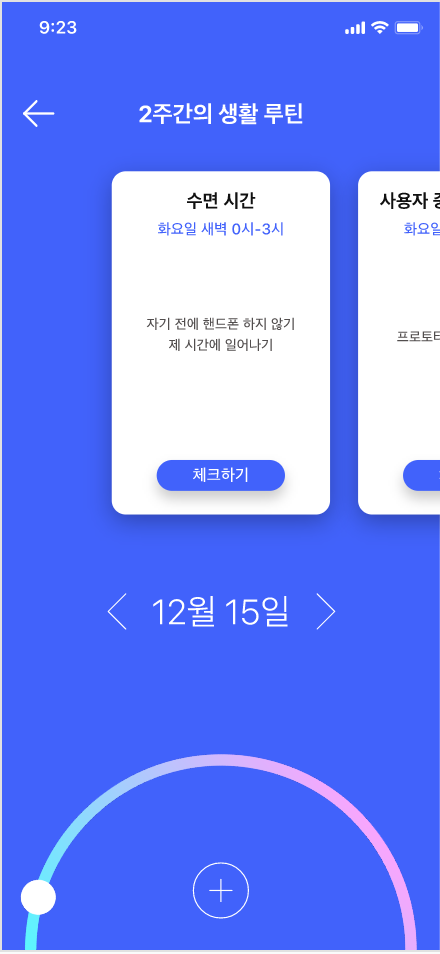 9:23
2주간의 생활 루틴
수면 시간
화요일 새벽 0시-3시
자기 전에 핸드폰 하지 않기
제 시간에 일어나기
체크하기
사용자
화요일
프로토
12월 15일